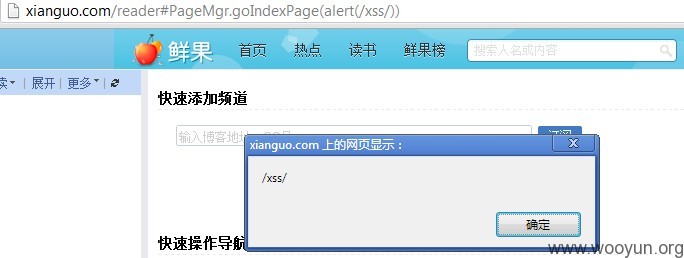 xianguo.com/reader#PageMgr.goIndexPage(alert(/xss/))
鲜果 首页 热点 读书 鲜果榜 搜索人名或内容
读 展开 更多
快速添加频道
输入博客地址
xianguo.com 上的网页显示：
/xss/
确定
快速操作导航
www.wooyun.org